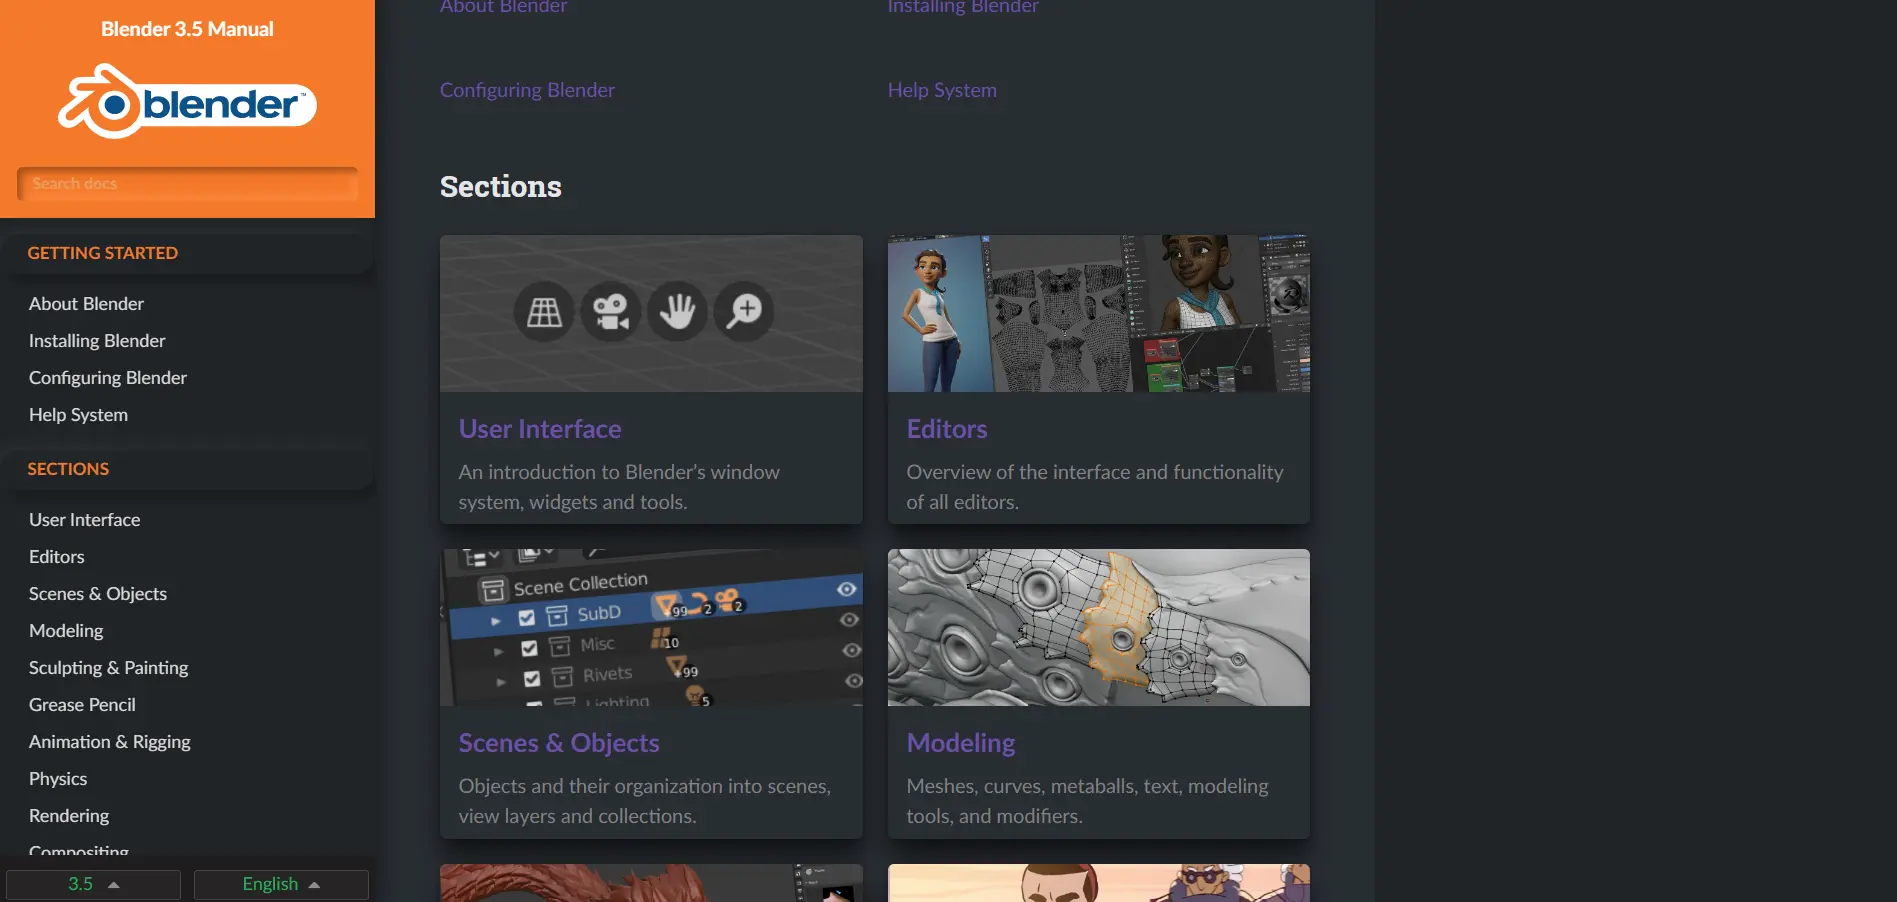 Blender 3.5 Manual
blender™
Search docs
GETTING STARTED
About Blender
Installing Blender
Configuring Blender
Help System
SECTIONS
User Interface
Editors
Scenes & Objects
Modeling
Sculpting & Painting
Grease Pencil
Animation & Rigging
Physics
Rendering
Compositing
3.5
English
About Blender
Installing Blender
Configuring Blender
Help System
Sections
User Interface
An introduction to Blender's window
system, widgets and tools.
Editors
Overview of the interface and functionality
of all editors.
Scene Collection
SubD +99 2 2
Misc 10
Rivets +99
Lighting 5
Scenes & Objects
Objects and their organization into scenes,
view layers and collections.
Modeling
Meshes, curves, metaballs, text, modeling
tools, and modifiers.